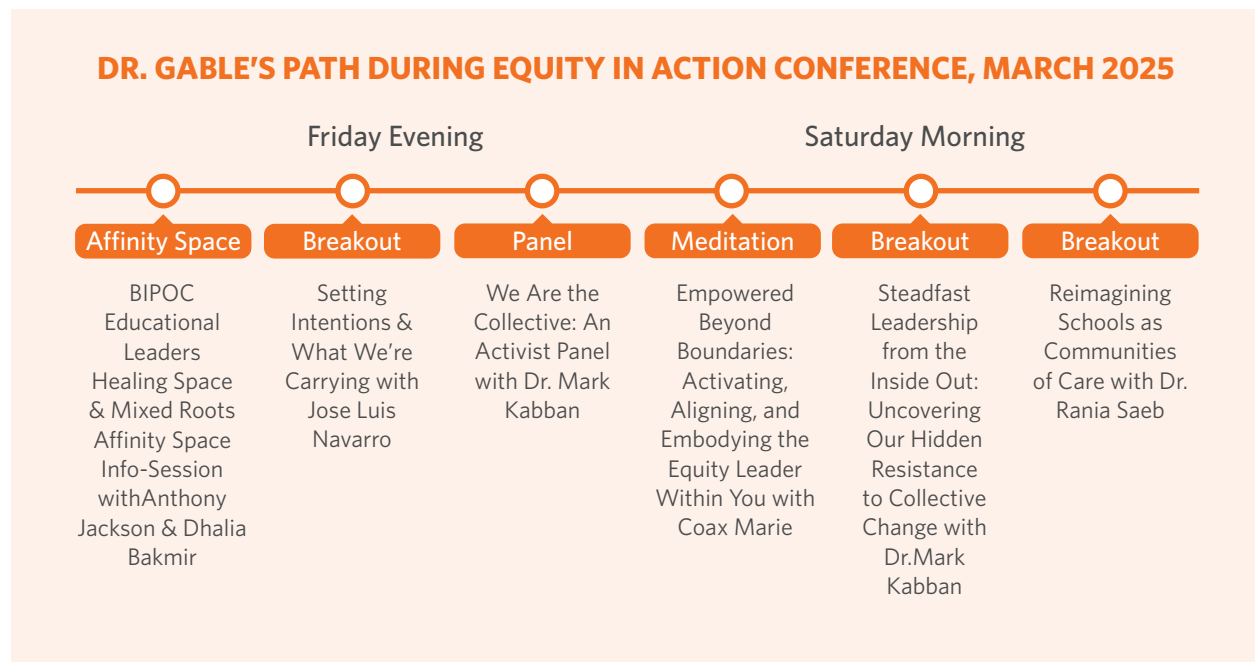 DR. GABLE'S PATH DURING EQUITY IN ACTION CONFERENCE, MARCH 2025
Friday Evening
Saturday Morning
Affinity Space
BIPOC
Educational
Leaders
Healing Space
& Mixed Roots
Affinity Space
Info-Session
withAnthony
Jackson & Dhalia
Bakmir
Breakout
Setting
Intentions &
What We're
Carrying with
Jose Luis
Navarro
Panel
We Are the
Collective: An
Activist Panel
with Dr. Mark
Kabban
Meditation
Empowered
Beyond
Boundaries:
Activating,
Aligning, and
Embodying the
Equity Leader
Within You with
Coax Marie
Breakout
Steadfast
Leadership
from the
Inside Out:
Uncovering
Our Hidden
Resistance
to Collective
Change with
Dr.Mark
Kabban
Breakout
Reimagining
Schools as
Communities
of Care with Dr.
Rania Saeb